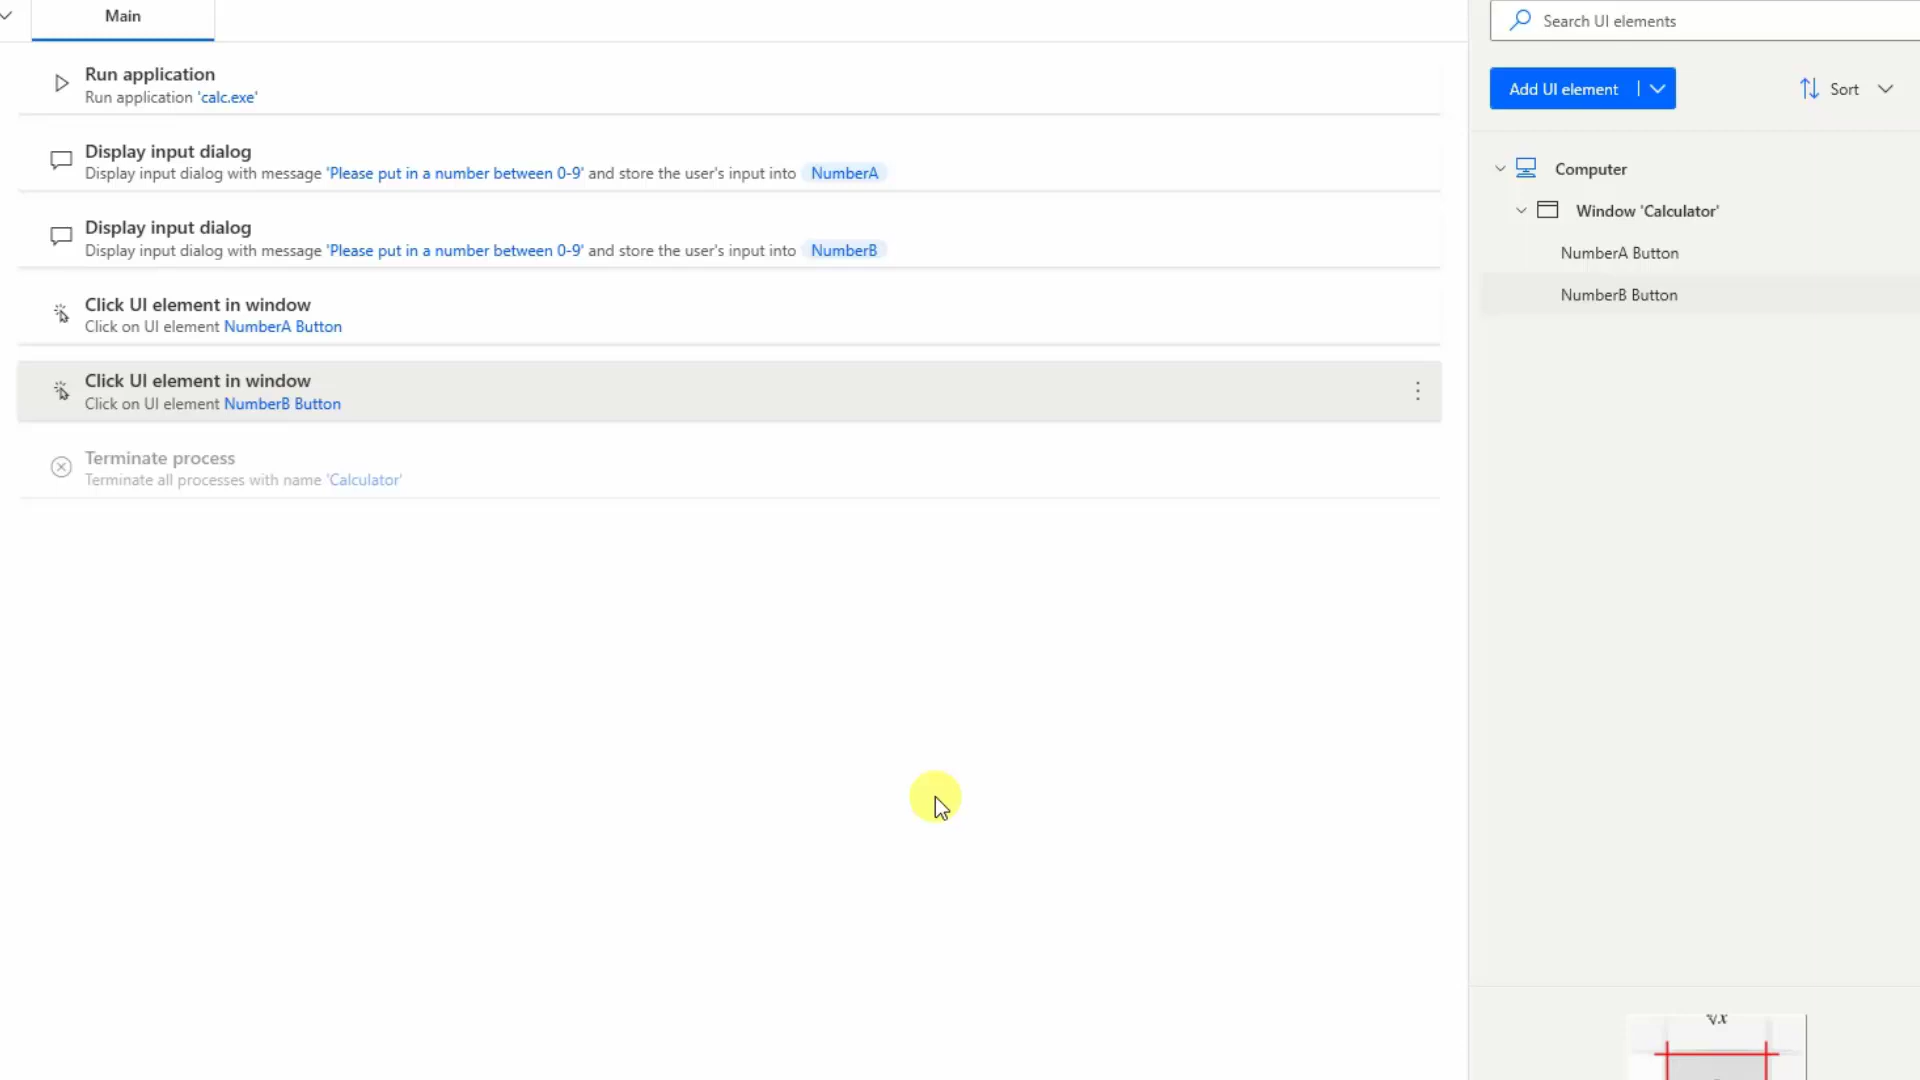 Main
Search UI elements
Run application
Run application 'calc.exe'
Add UI element
Sort
Display input dialog
Display input dialog with message 'Please put in a number between 0-9' and store the user's input into NumberA
Computer
Window 'Calculator'
Display input dialog
Display input dialog with message 'Please put in a number between 0-9' and store the user's input into NumberB
NumberA Button
NumberB Button
Click UI element in window
Click on UI element NumberA Button
Click UI element in window
Click on UI element NumberB Button
Terminate process
Terminate all processes with name 'Calculator'